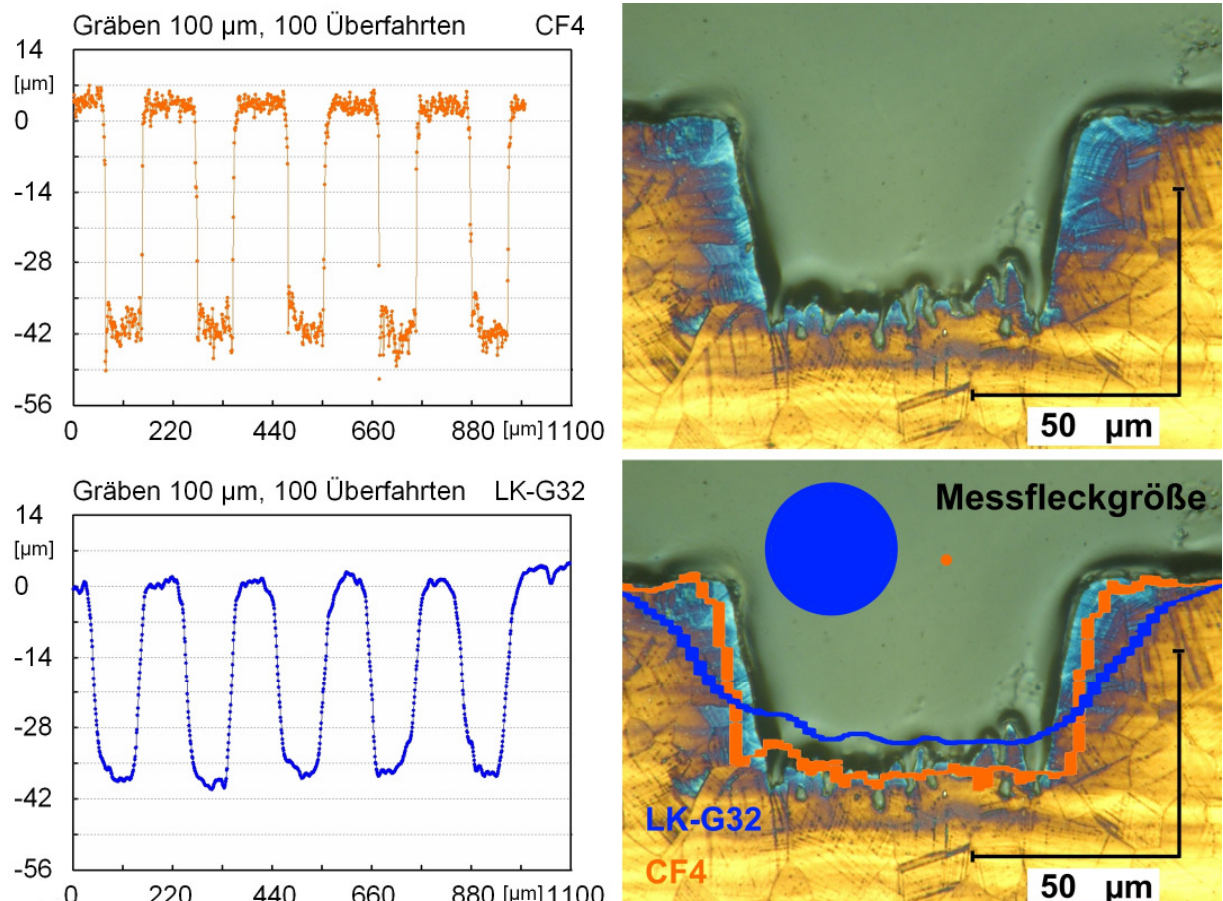 Gräben 100 µm, 100 Überfahrten CF4
14
[µm]
0
-14
-28
-42
-56
0 220 440 660 880 [µm] 1100
50 µm
Gräben 100 µm, 100 Überfahrten LK-G32
14
[µm]
0
-14
-28
-42
-56
0 220 440 660 880 [µm] 1100
Messfleckgröße
LK-G32
CF4
50 µm